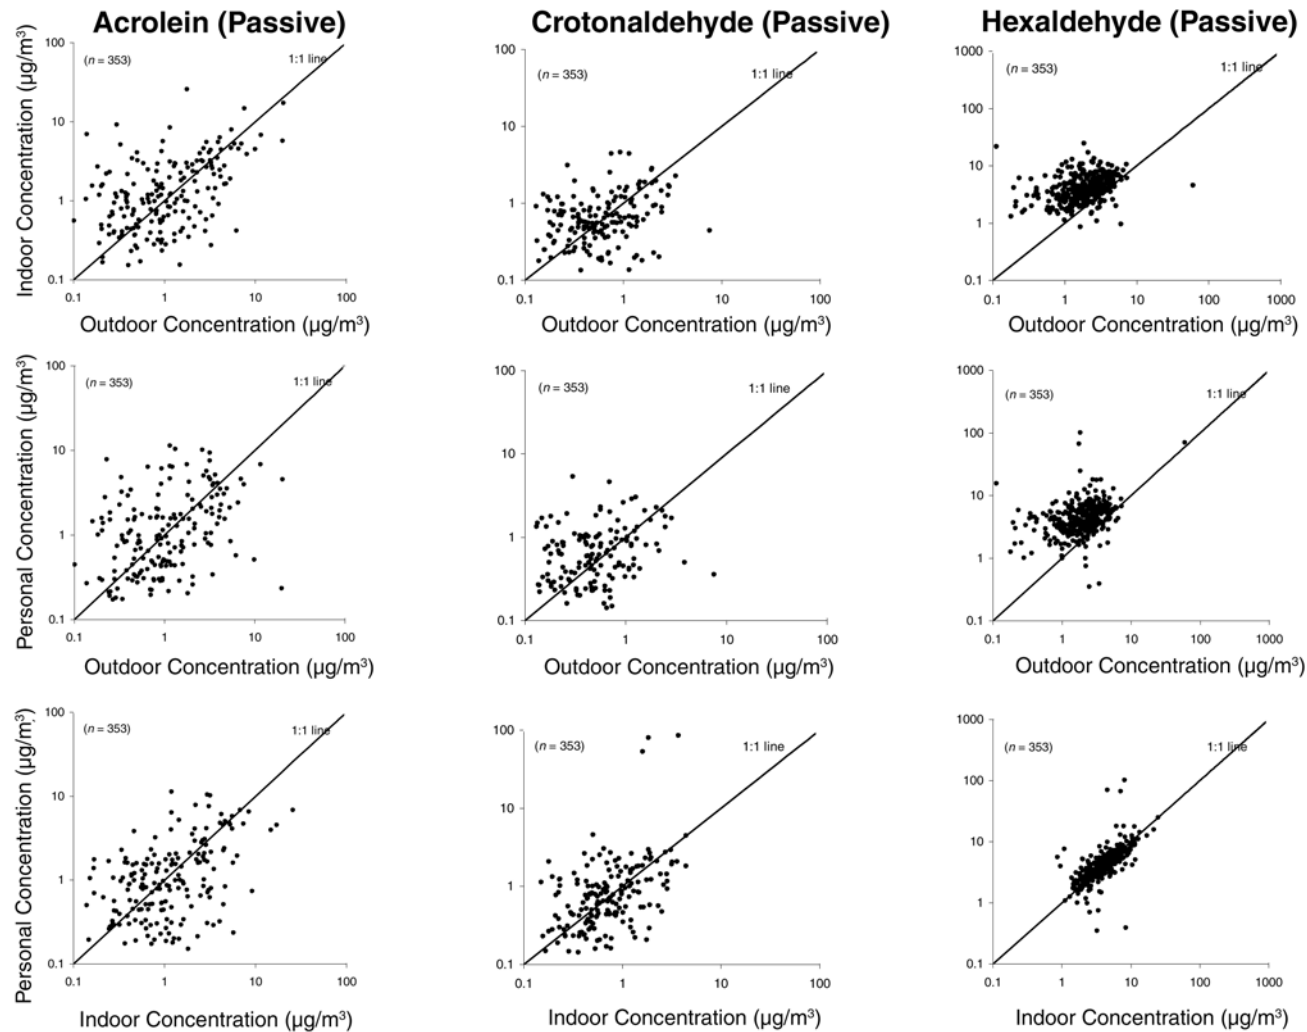 Acrolein (Passive)
Crotonaldehyde (Passive)
Hexaldehyde (Passive)
Indoor Concentration (µg/m³)
100
10
1
0.1
(n = 353)
1:1 line
0.1
1
10
100
Outdoor Concentration (µg/m³)
100
10
1
0.1
(n = 353)
1:1 line
0.1
1
10
100
Outdoor Concentration (µg/m³)
1000
100
10
1
0.1
(n = 353)
1:1 line
0.1
1
10
100
1000
Outdoor Concentration (µg/m³)
Personal Concentration (µg/m³)
100
10
1
0.1
(n = 353)
1:1 line
0.1
1
10
100
Outdoor Concentration (µg/m³)
100
10
1
0.1
(n = 353)
1:1 line
0.1
1
10
100
Outdoor Concentration (µg/m³)
1000
100
10
1
0.1
(n = 353)
1:1 line
0.1
1
10
100
1000
Outdoor Concentration (µg/m³)
Personal Concentration (µg/m³)
100
10
1
0.1
(n = 353)
1:1 line
0.1
1
10
100
Indoor Concentration (µg/m³)
100
10
1
0.1
(n = 353)
1:1 line
0.1
1
10
100
Indoor Concentration (µg/m³)
1000
100
10
1
0.1
(n = 353)
1:1 line
0.1
1
10
100
1000
Indoor Concentration (µg/m³)